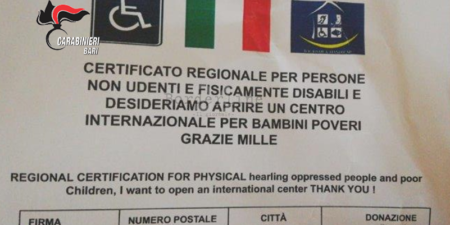 CARABINIERI
BARI
CERTIFICATO REGIONALE PER PERSONE
NON UDENTI E FISICAMENTE DISABILI E
DESIDERIAMO APRIRE UN CENTRO
INTERNAZIONALE PER BAMBINI POVERI
GRAZIE MILLE
REGIONAL CERTIFICATION FOR PHYSICAL hearling oppressed people and poor
Children, I want to open an international center THANK YOU !
FIRMA NUMERO POSTALE CITTÀ DONAZIONE